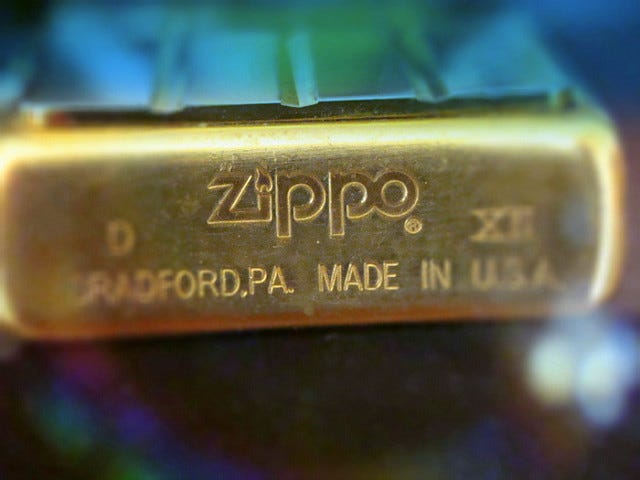 Zippo®
D XII
BRADFORD,PA. MADE IN U.S.A.